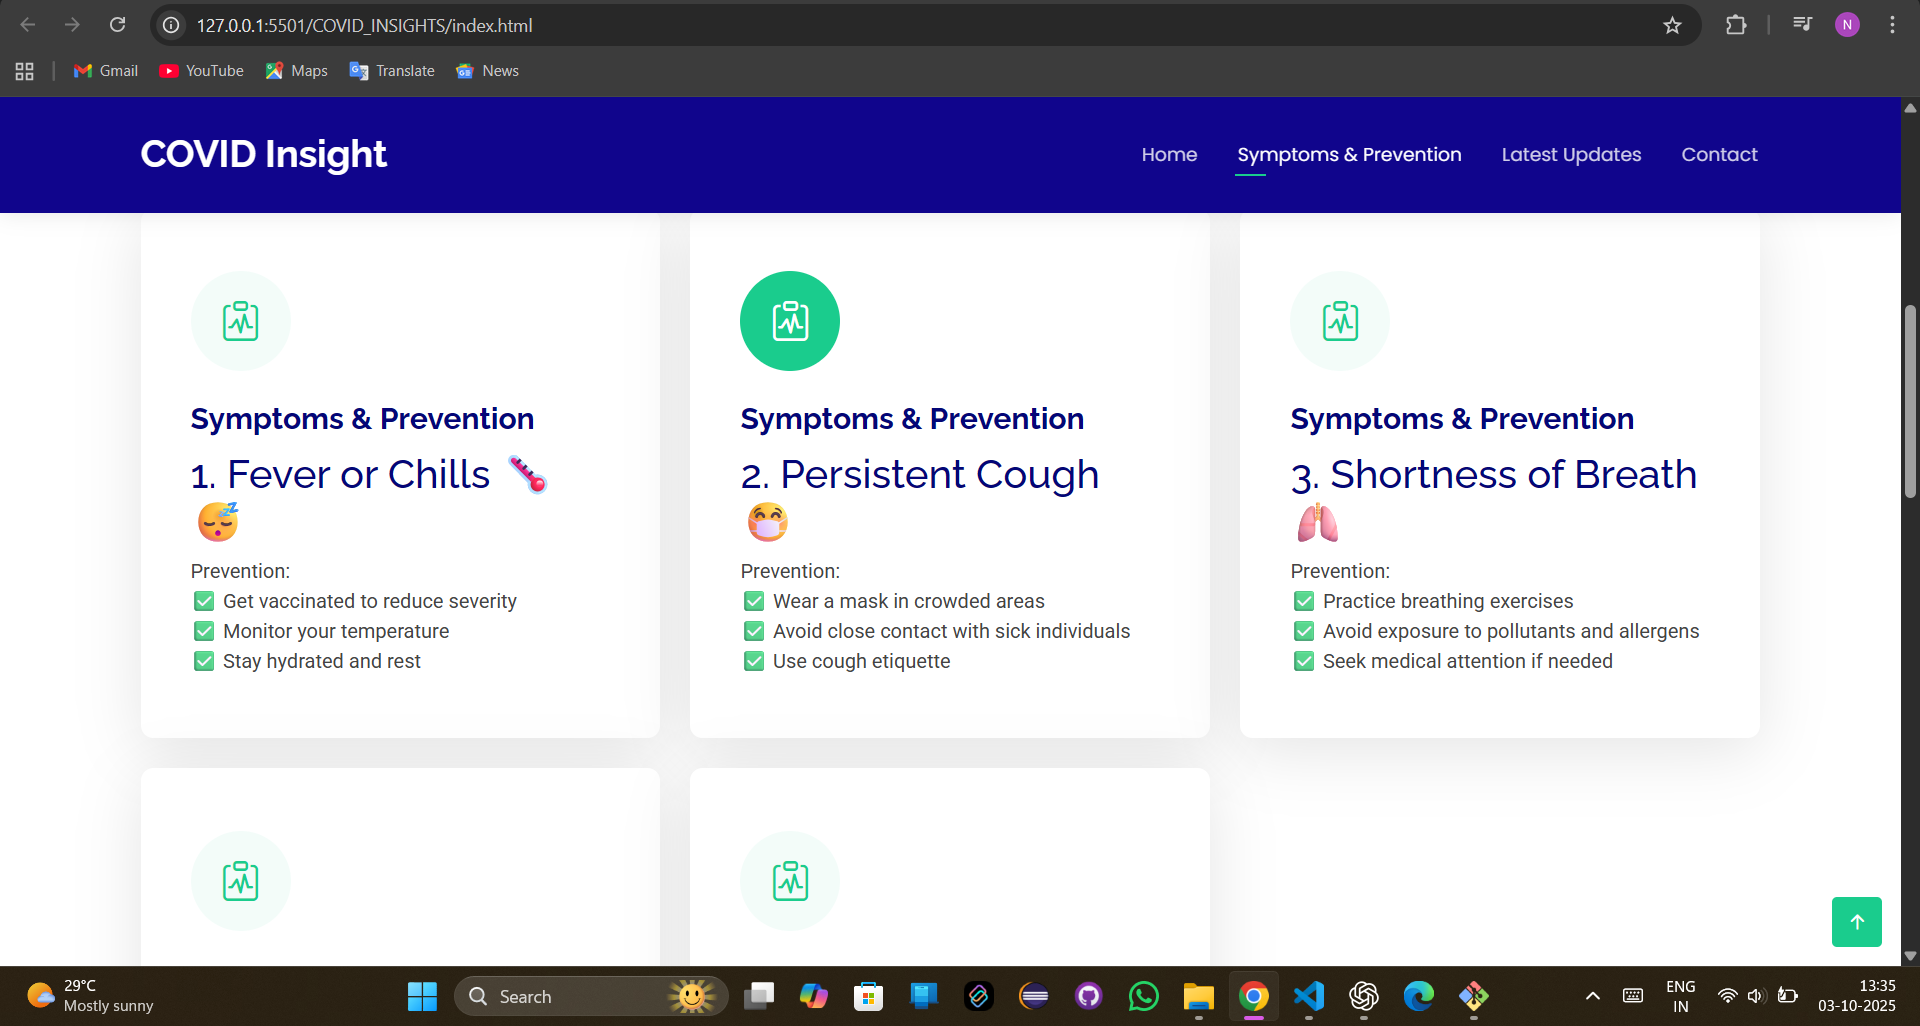 127.0.0.1:5501/COVID_INSIGHTS/index.html
N
Gmail YouTube Maps Translate News
COVID Insight
Home Symptoms & Prevention Latest Updates Contact
Symptoms & Prevention
1. Fever or Chills 🌡️
😴
Prevention:
✅ Get vaccinated to reduce severity
✅ Monitor your temperature
✅ Stay hydrated and rest
Symptoms & Prevention
2. Persistent Cough
😷
Prevention:
✅ Wear a mask in crowded areas
✅ Avoid close contact with sick individuals
✅ Use cough etiquette
Symptoms & Prevention
3. Shortness of Breath
🫁
Prevention:
✅ Practice breathing exercises
✅ Avoid exposure to pollutants and allergens
✅ Seek medical attention if needed
29°C
Mostly sunny
Search
ENG
IN
13:35
03-10-2025